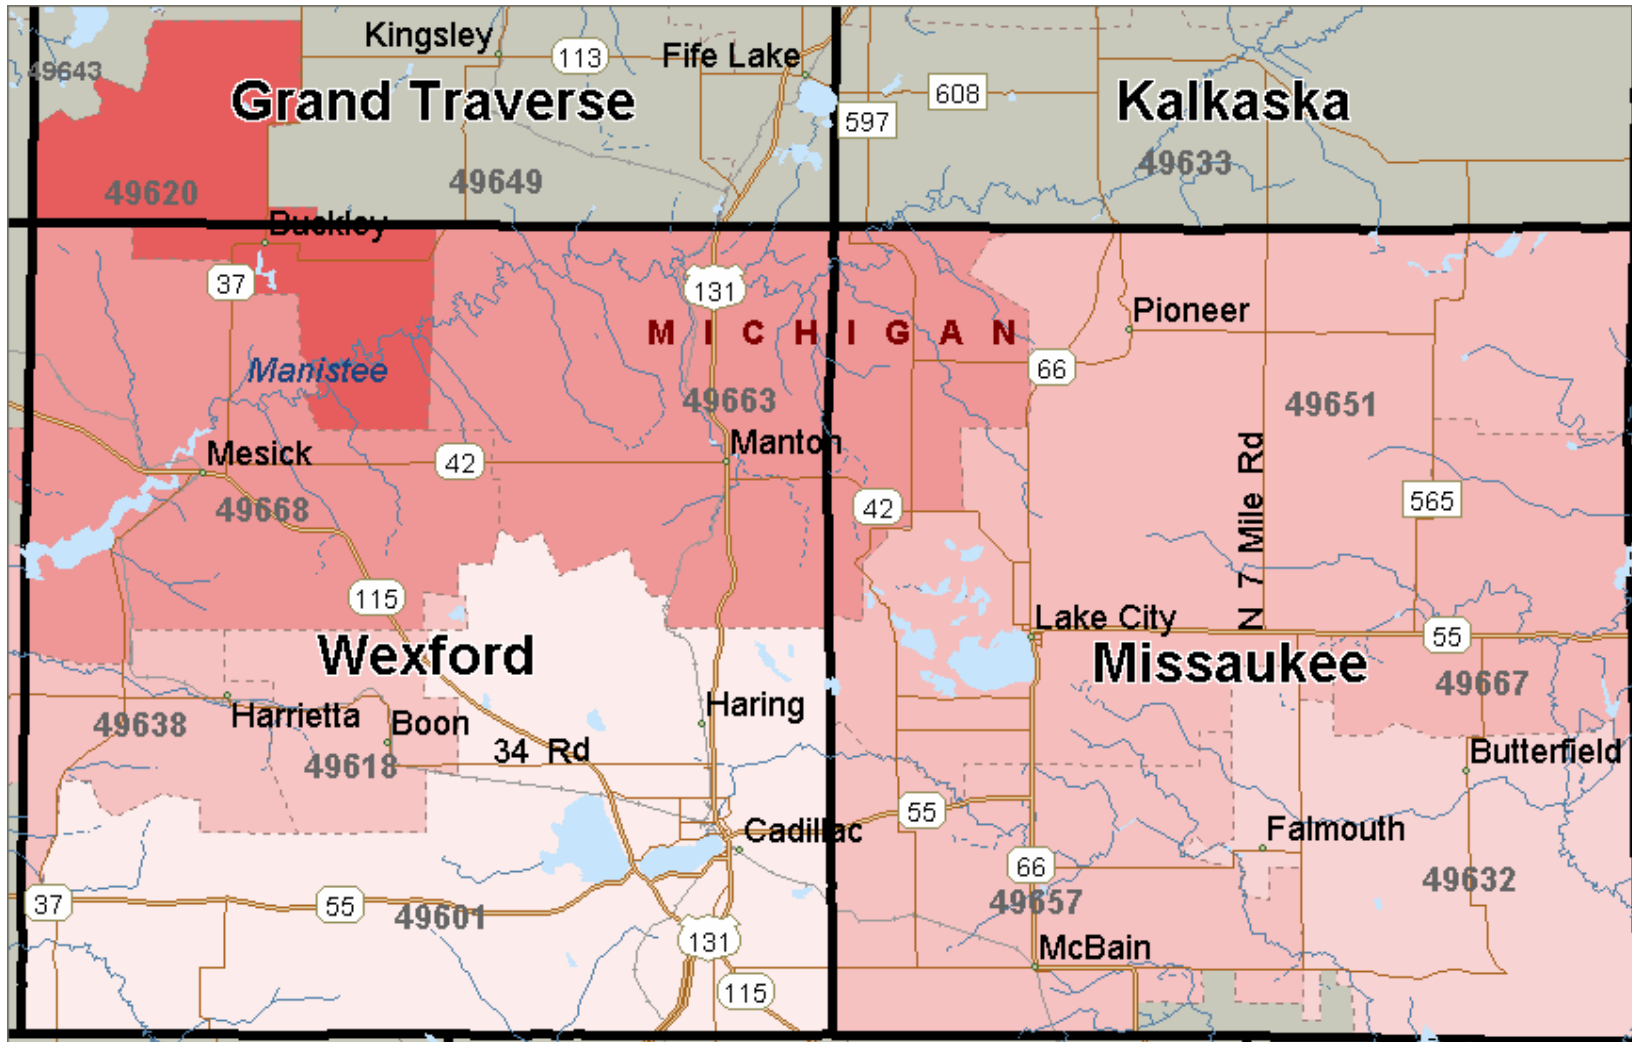 Kingsley
113
Fife Lake
49643
Grand Traverse
608
Kalkaska
597
49620
49649
49633
Buckley
37
131
Pioneer
MICHIGAN
Manistee
66
49663
49651
Manton
Mesick
42
N 7 Mile Rd
49668
42
565
115
Lake City
55
Wexford
Missaukee
49667
Harrietta
Boon
Haring
49638
49618
34 Rd
Butterfield
55
Cadillac
Falmouth
66
49632
37
55
49601
49657
131
McBain
115